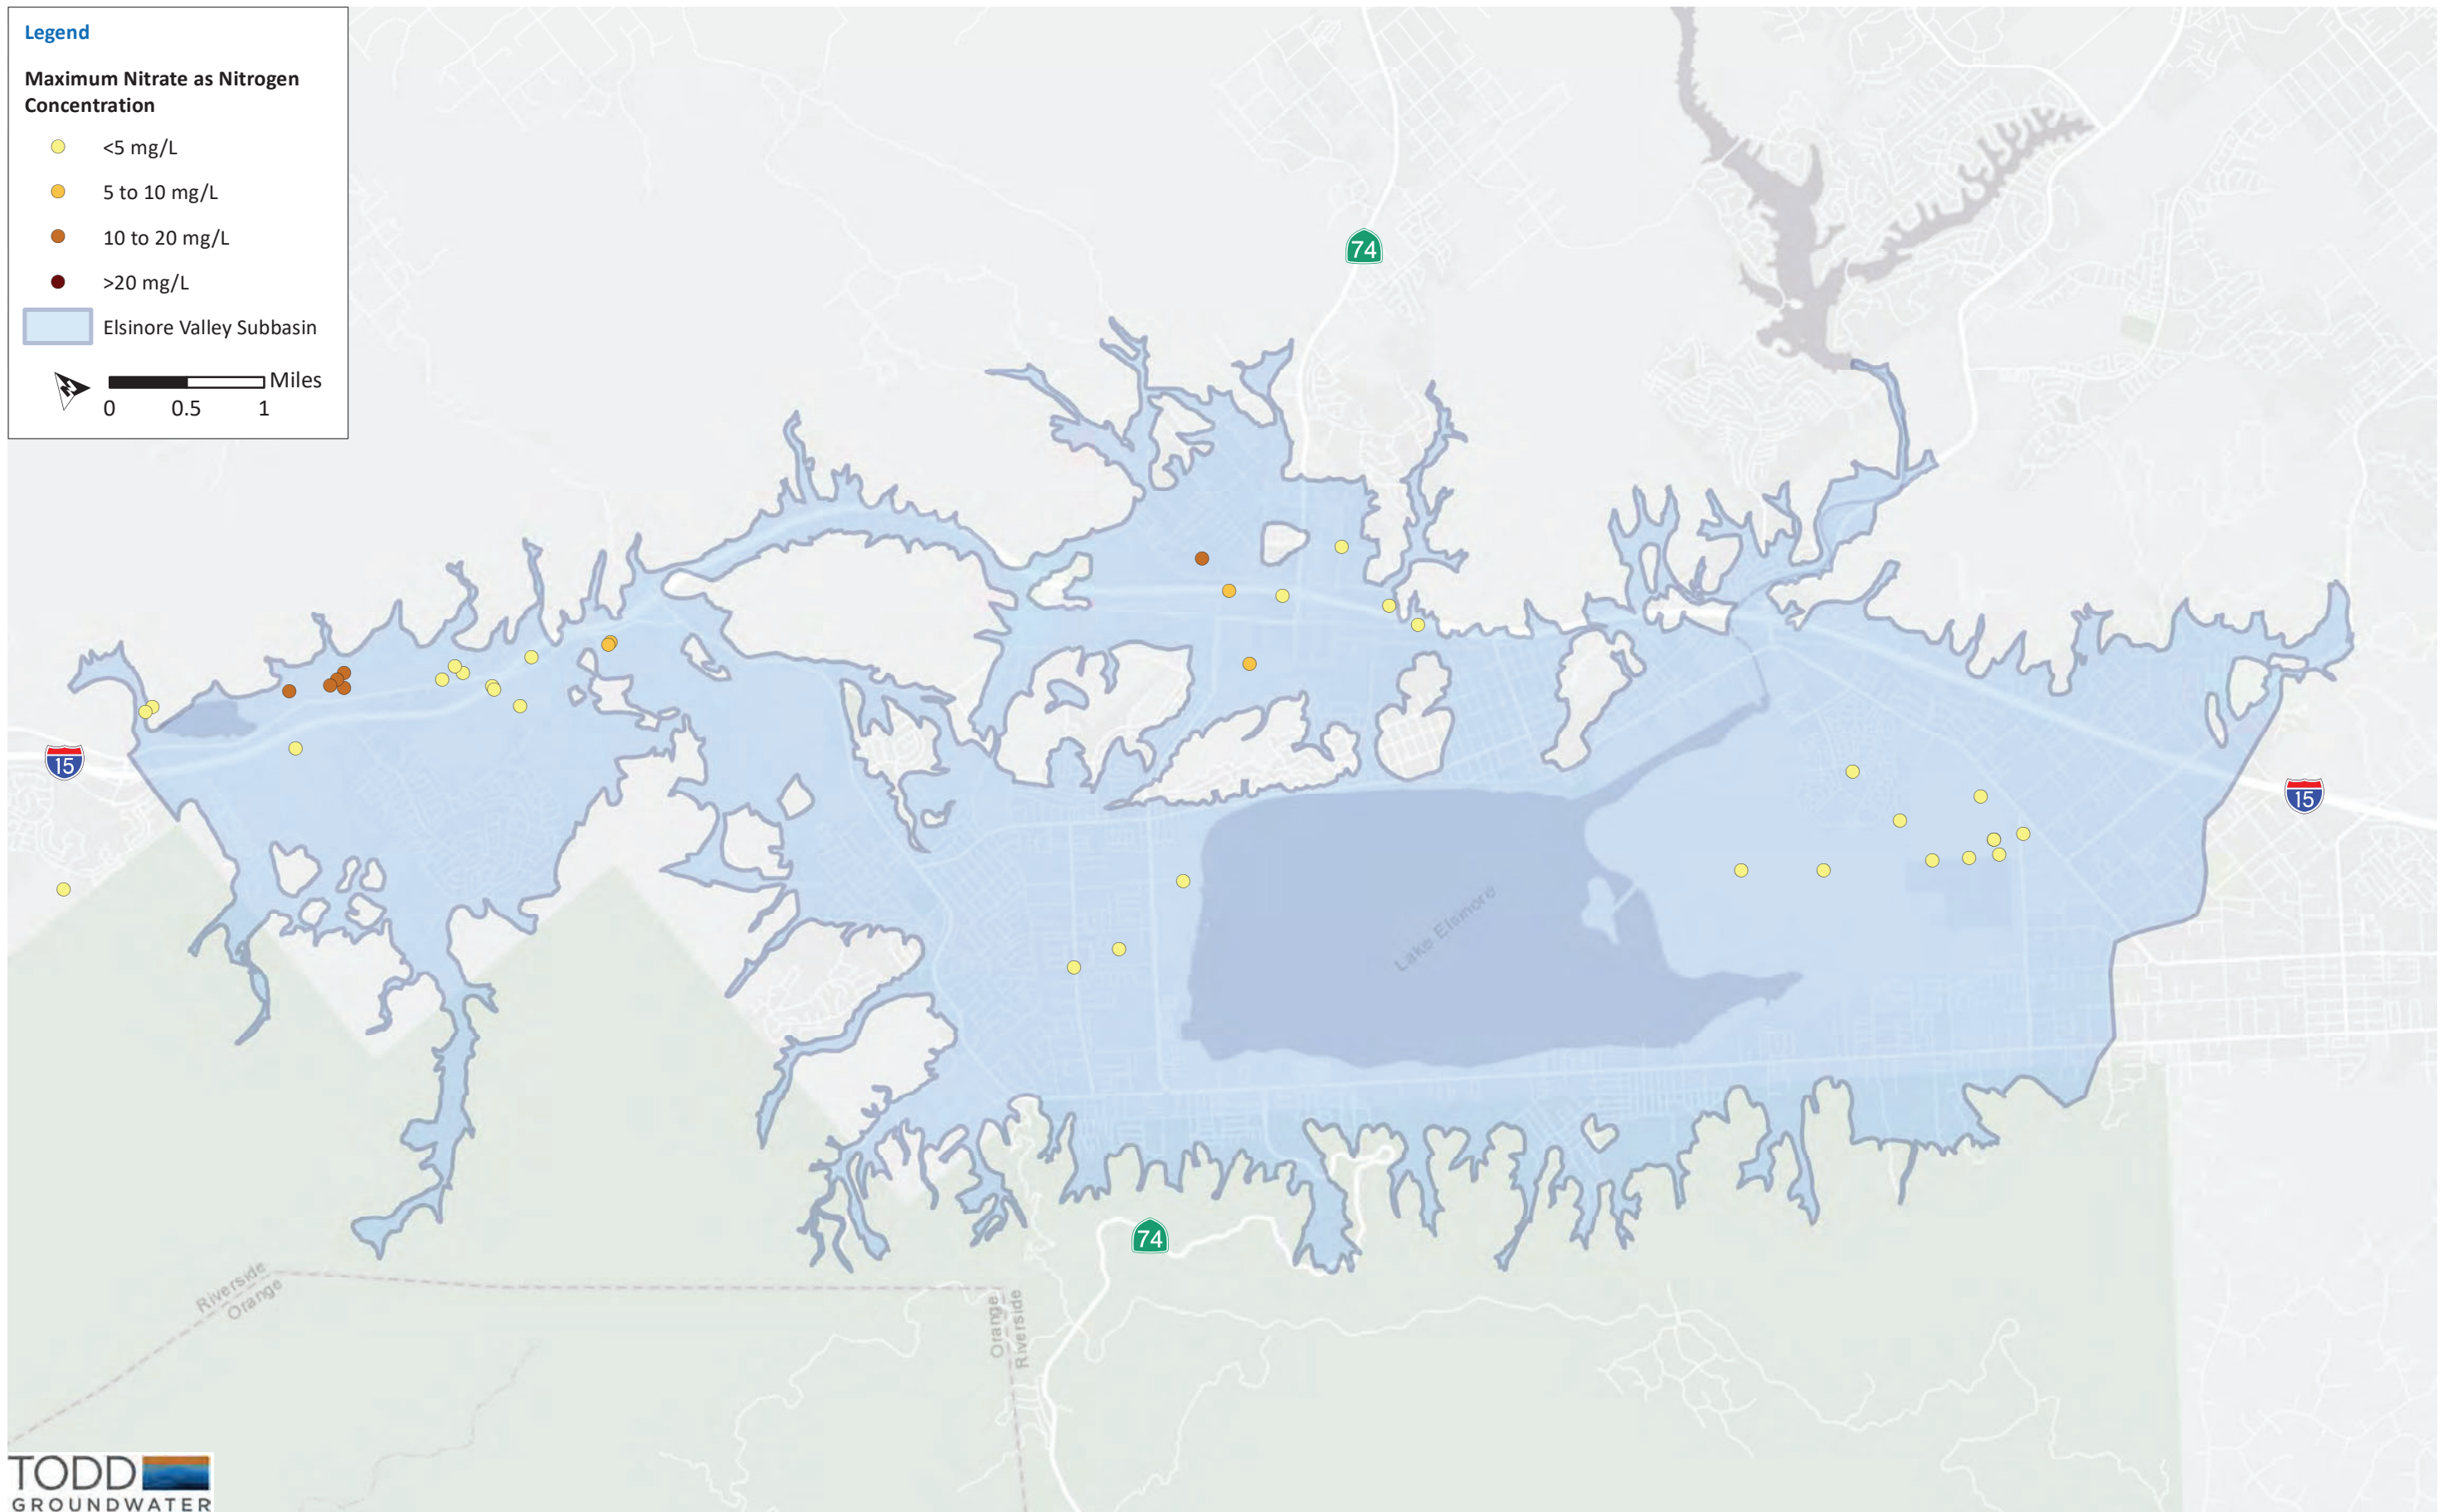 Legend
Maximum Nitrate as Nitrogen
Concentration
<5 mg/L
5 to 10 mg/L
10 to 20 mg/L
>20 mg/L
Elsinore Valley Subbasin
N
Miles
0 0.5 1
74
15
15
Lake Elsinore
74
Riverside
Orange
Orange
Riverside
TODD
GROUNDWATER